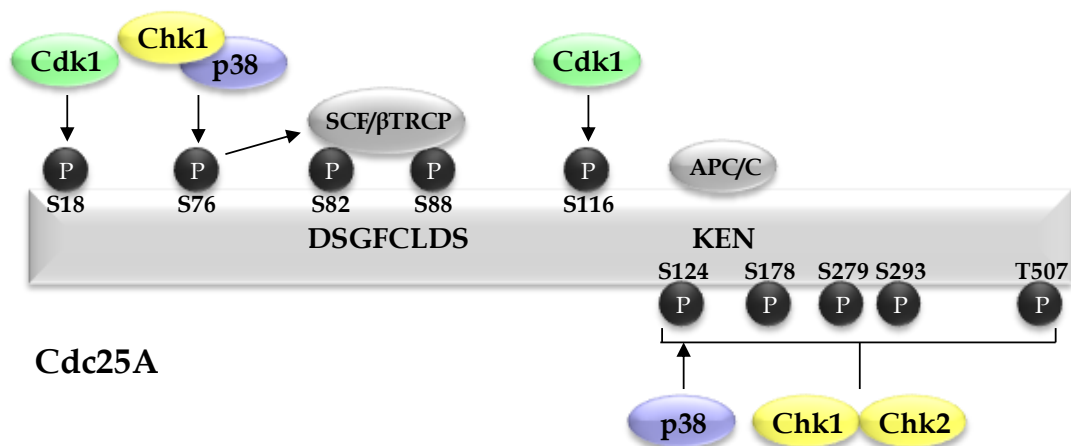 Cdk1
Chk1
p38
Cdk1
SCF/βTRCP
APC/C
P
P
P
P
P
S18
S76
S82
S88
S116
DSGFCLDS
KEN
S124
S178
S279
S293
T507
P
P
P
P
P
Cdc25A
p38
Chk1
Chk2